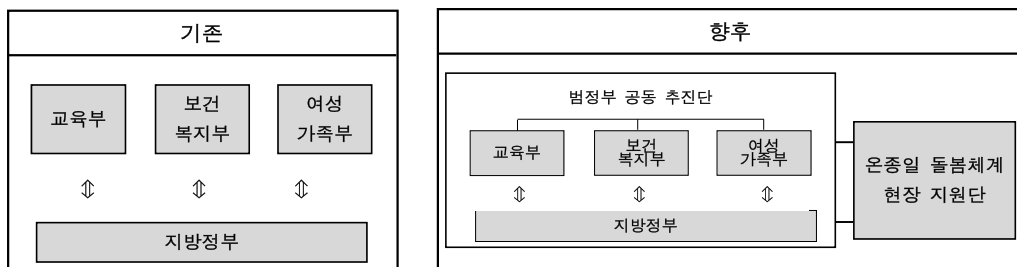 기존
교육부
보건
복지부
여성
가족부
⇕ ⇕ ⇕
지방정부
향후
범정부 공동 추진단
교육부
보건
복지부
여성
가족부
⇕ ⇕ ⇕
지방정부
온종일 돌봄체계
현장 지원단